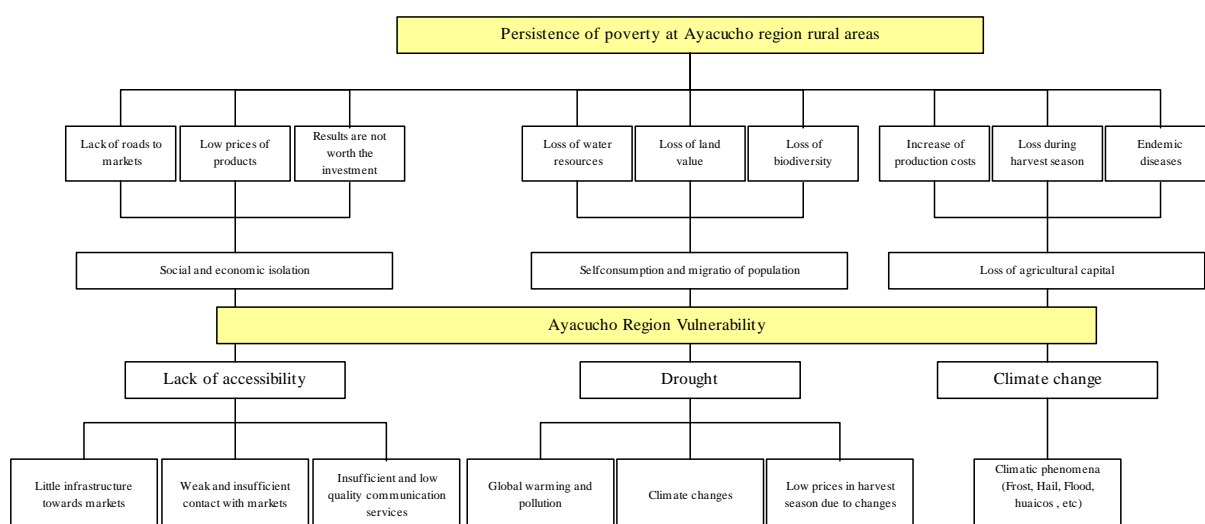 Persistence of poverty at Ayacucho region rural areas
Lack of roads to
markets
Low prices of
products
Results are not
worth the
investment
Loss of water
resources
Loss of land
value
Loss of
biodiversity
Increase of
production costs
Loss during
harvest season
Endemic
diseases
Social and economic isolation
Selfconsumption and migratio of population
Loss of agricultural capital
Ayacucho Region Vulnerability
Lack of accessibility
Drought
Climate change
Little infrastructure
towards markets
Weak and insufficient
contact with markets
Insufficient and low
quality communication
services
Global warming and
pollution
Climate changes
Low prices in harvest
season due to changes
Climatic phenomena
(Frost, Hail, Flood,
huaicos , etc)